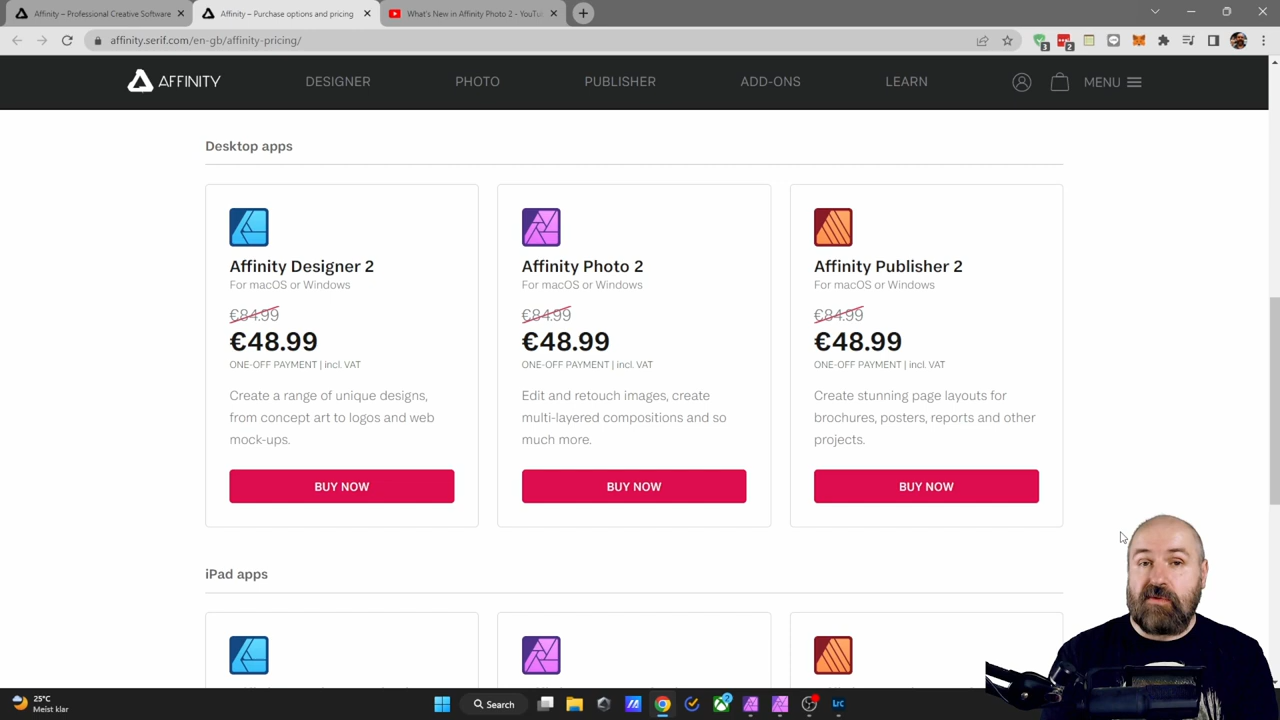 Affinity – Professional Creative Software
Affinity – Purchase options and pricing
What's New in Affinity Photo 2 - YouTu
affinity.serif.com/en-gb/affinity-pricing/
3
2
AFFINITY
DESIGNER
PHOTO
PUBLISHER
ADD-ONS
LEARN
MENU
Desktop apps
Affinity Designer 2
For macOS or Windows
€84.99
€48.99
ONE-OFF PAYMENT | incl. VAT
Create a range of unique designs,
from concept art to logos and web
mock-ups.
BUY NOW
Affinity Photo 2
For macOS or Windows
€84.99
€48.99
ONE-OFF PAYMENT | incl. VAT
Edit and retouch images, create
multi-layered compositions and so
much more.
BUY NOW
Affinity Publisher 2
For macOS or Windows
€84.99
€48.99
ONE-OFF PAYMENT | incl. VAT
Create stunning page layouts for
brochures, posters, reports and other
projects.
BUY NOW
iPad apps
25°C
Meist klar
Search
Lrc